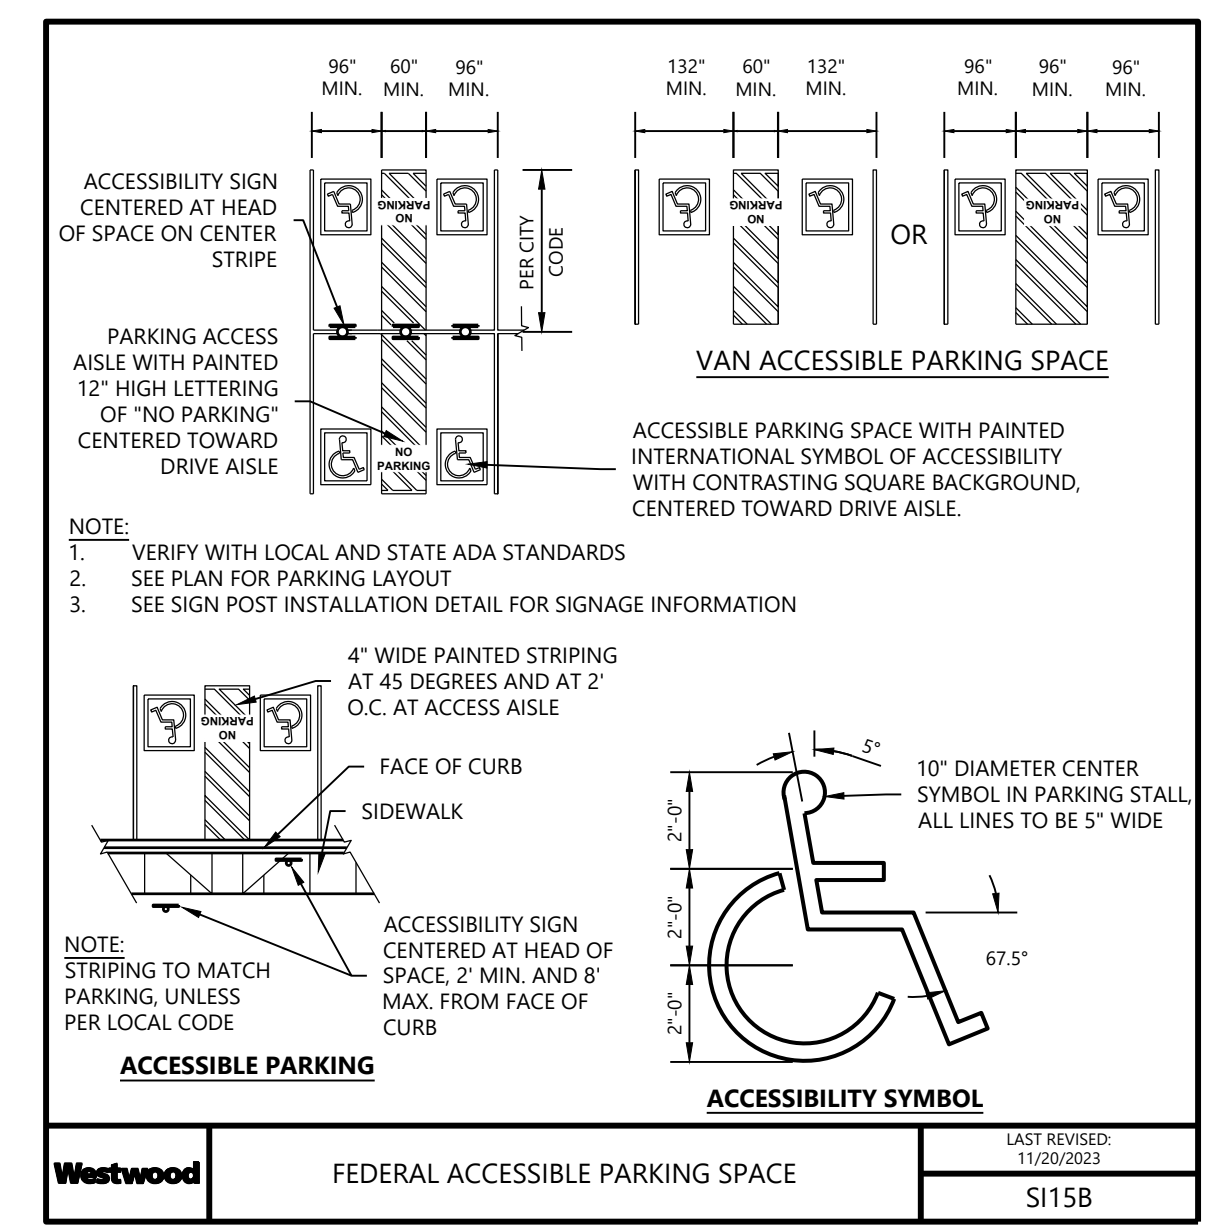 96" 60" 96"
MIN. MIN. MIN.
132" 60" 132"
MIN. MIN. MIN.
96" 96" 96"
MIN. MIN. MIN.
ACCESSIBILITY SIGN
CENTERED AT HEAD
OF SPACE ON CENTER
STRIPE
NO
PARKING
PER CITY
CODE
NO
PARKING
OR
NO
PARKING
VAN ACCESSIBLE PARKING SPACE
PARKING ACCESS
AISLE WITH PAINTED
12" HIGH LETTERING
OF "NO PARKING"
CENTERED TOWARD
DRIVE AISLE
NO
PARKING
ACCESSIBLE PARKING SPACE WITH PAINTED
INTERNATIONAL SYMBOL OF ACCESSIBILITY
WITH CONTRASTING SQUARE BACKGROUND,
CENTERED TOWARD DRIVE AISLE.
NOTE:
1. VERIFY WITH LOCAL AND STATE ADA STANDARDS
2. SEE PLAN FOR PARKING LAYOUT
3. SEE SIGN POST INSTALLATION DETAIL FOR SIGNAGE INFORMATION
4" WIDE PAINTED STRIPING
AT 45 DEGREES AND AT 2'
O.C. AT ACCESS AISLE
NO
PARKING
FACE OF CURB
SIDEWALK
ACCESSIBILITY SIGN
CENTERED AT HEAD OF
SPACE, 2' MIN. AND 8'
MAX. FROM FACE OF
CURB
NOTE:
STRIPING TO MATCH
PARKING, UNLESS
PER LOCAL CODE
ACCESSIBLE PARKING
5°
10" DIAMETER CENTER
SYMBOL IN PARKING STALL,
ALL LINES TO BE 5" WIDE
2'-0"
2'-0"
2'-0"
67.5°
ACCESSIBILITY SYMBOL
Westwood
FEDERAL ACCESSIBLE PARKING SPACE
LAST REVISED:
11/20/2023
SI15B